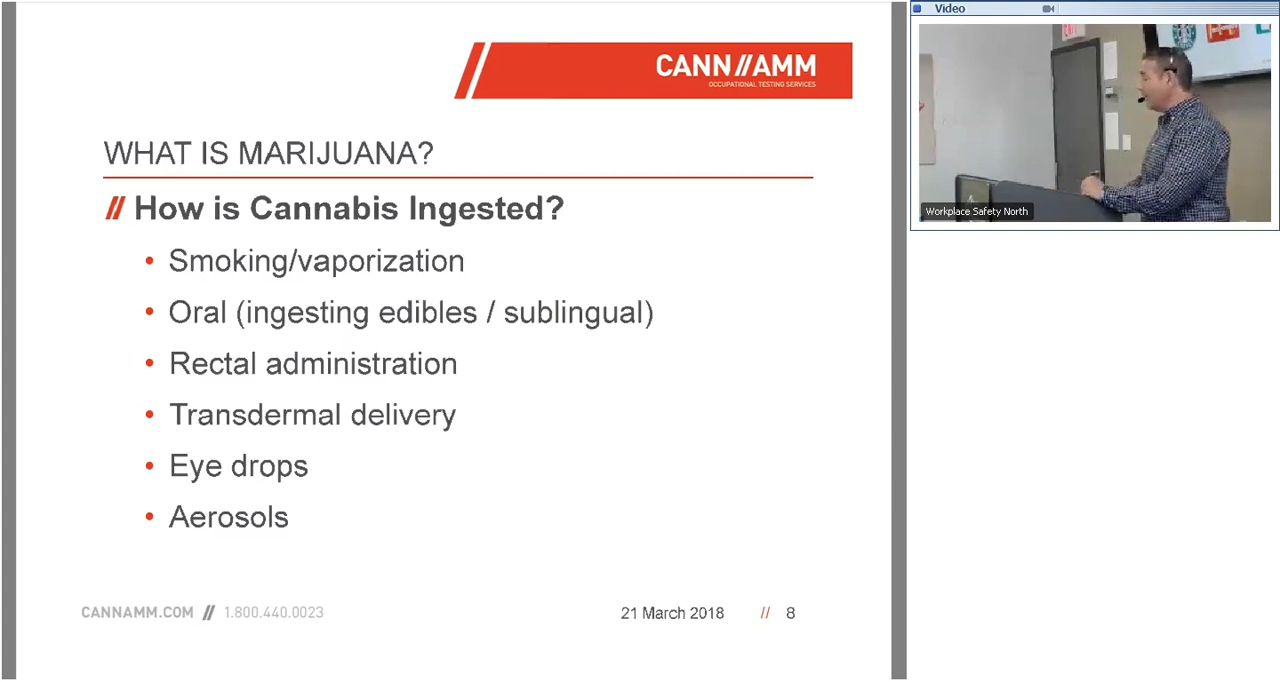 CANN//AMM
OCCUPATIONAL TESTING SERVICES
WHAT IS MARIJUANA?
// How is Cannabis Ingested?
• Smoking/vaporization
• Oral (ingesting edibles / sublingual)
• Rectal administration
• Transdermal delivery
• Eye drops
• Aerosols
CANNAMM.COM // 1.800.440.0023
21 March 2018 // 8
Video
Workplace Safety North